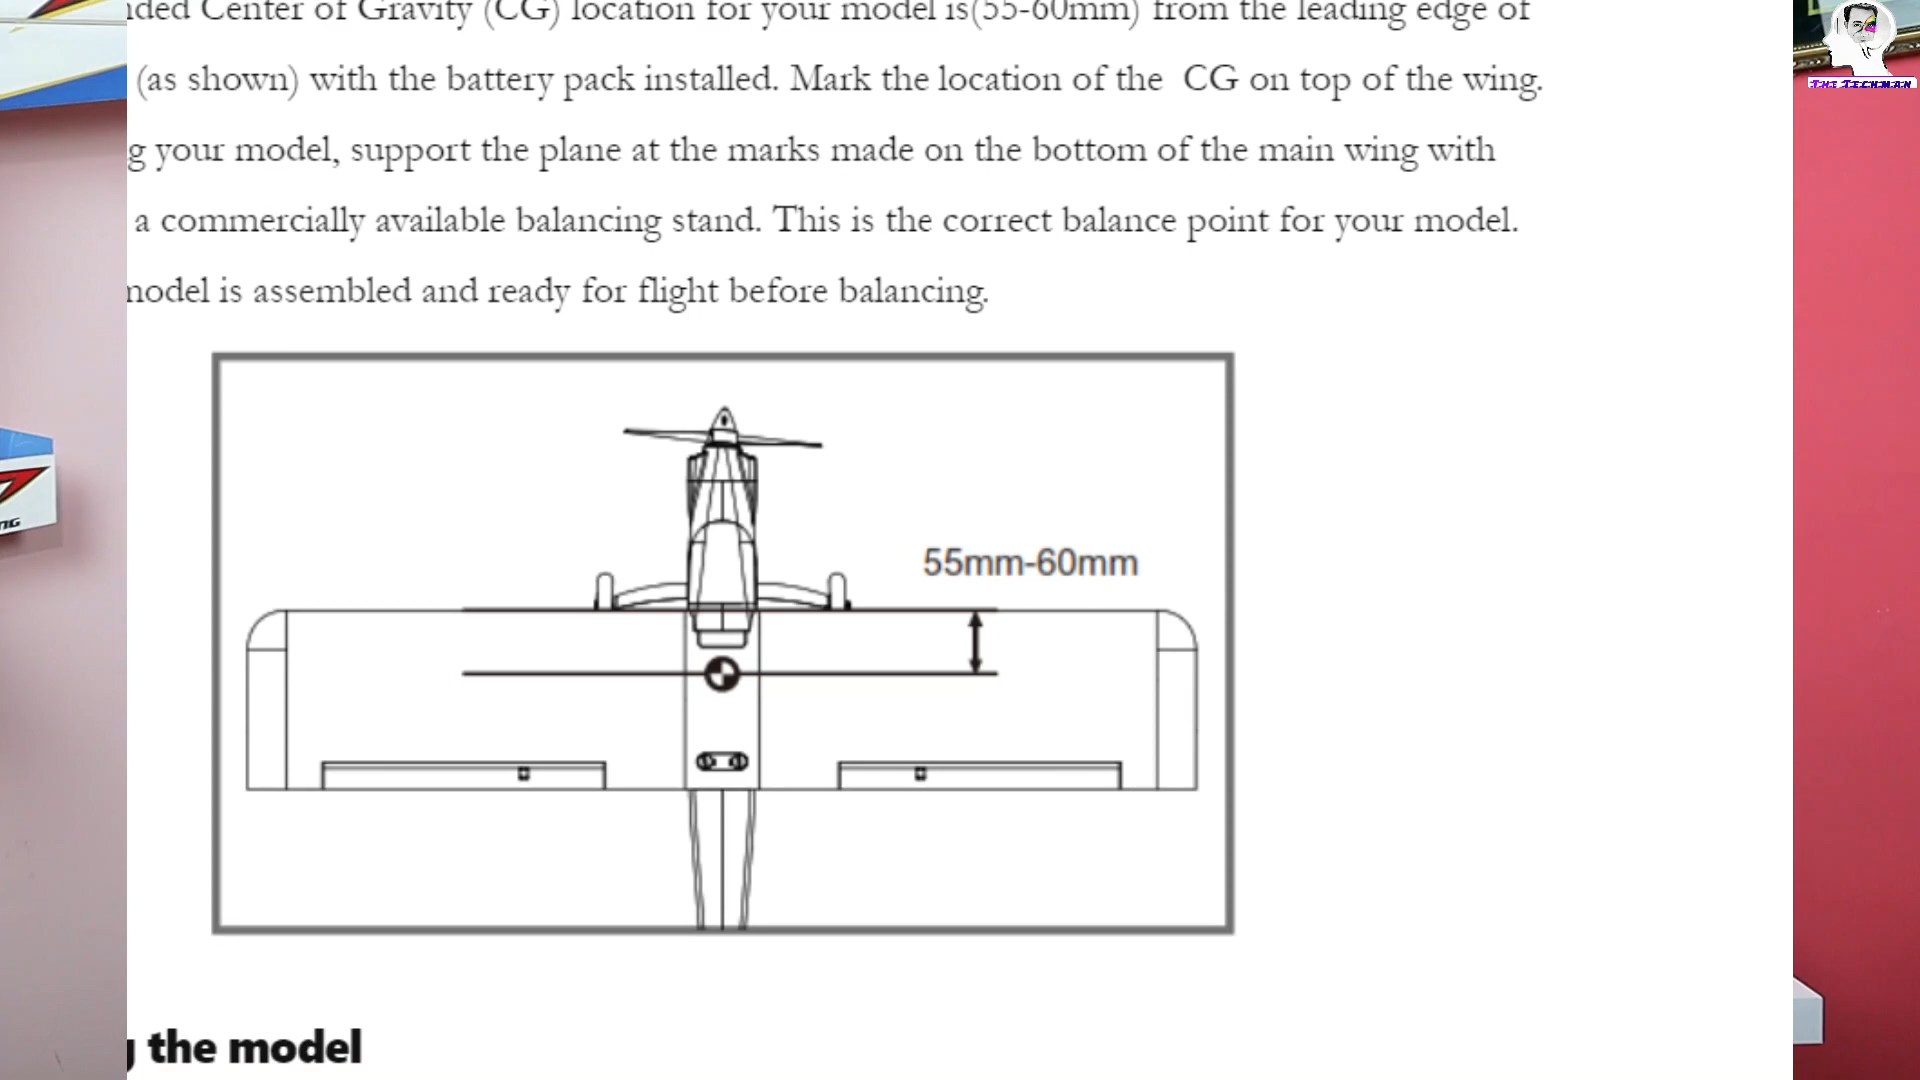 nded Center of Gravity (CG) location for your model is(55-60mm) from the leading edge of
(as shown) with the battery pack installed. Mark the location of the CG on top of the wing.
g your model, support the plane at the marks made on the bottom of the main wing with
a commercially available balancing stand. This is the correct balance point for your model.
model is assembled and ready for flight before balancing.
55mm-60mm
the model
THE TECHMAN